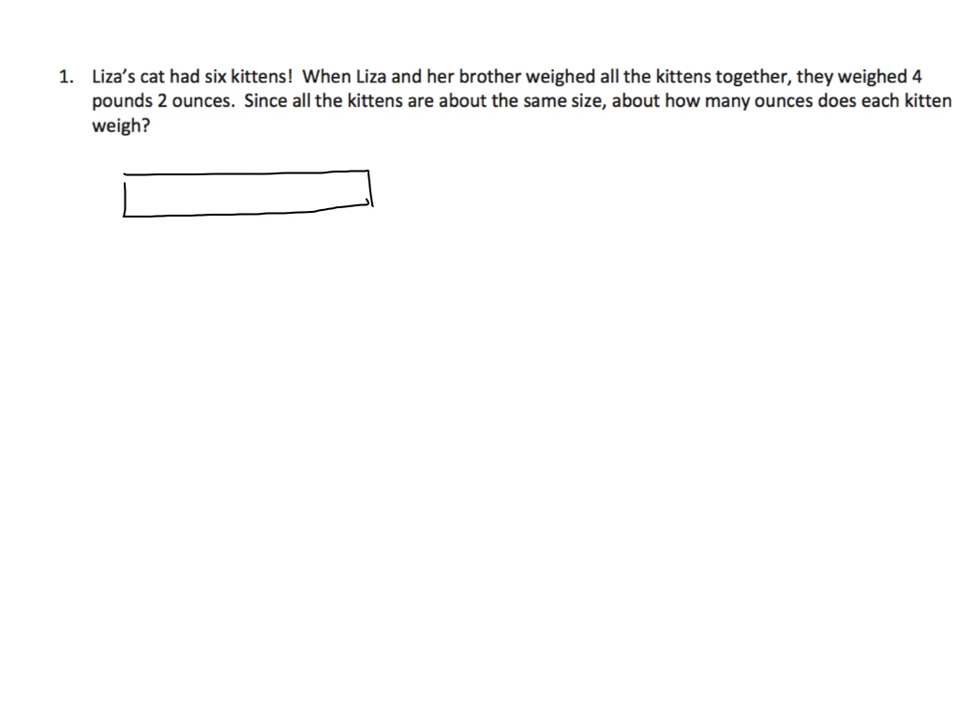 1. Liza's cat had six kittens! When Liza and her brother weighed all the kittens together, they weighed 4
pounds 2 ounces. Since all the kittens are about the same size, about how many ounces does each kitten
weigh?